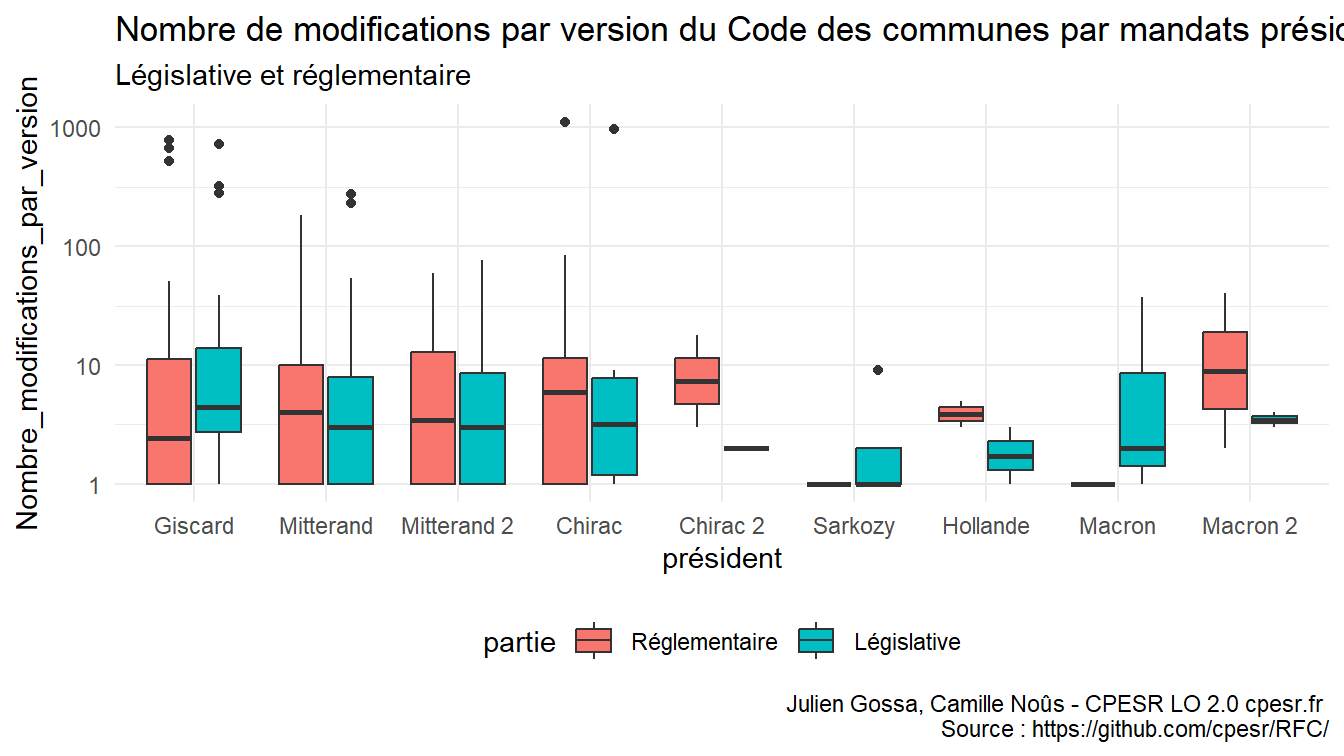 Nombre de modifications par version du Code des communes par mandats prési
Législative et réglementaire
Nombre_modifications_par_version
1000
100
10
1
Giscard Mitterand Mitterand 2 Chirac Chirac 2 Sarkozy Hollande Macron Macron 2
président
partie Réglementaire Législative
Julien Gossa, Camille Noûs - CPESR LO 2.0 cpesr.fr
Source : https://github.com/cpesr/RFC/